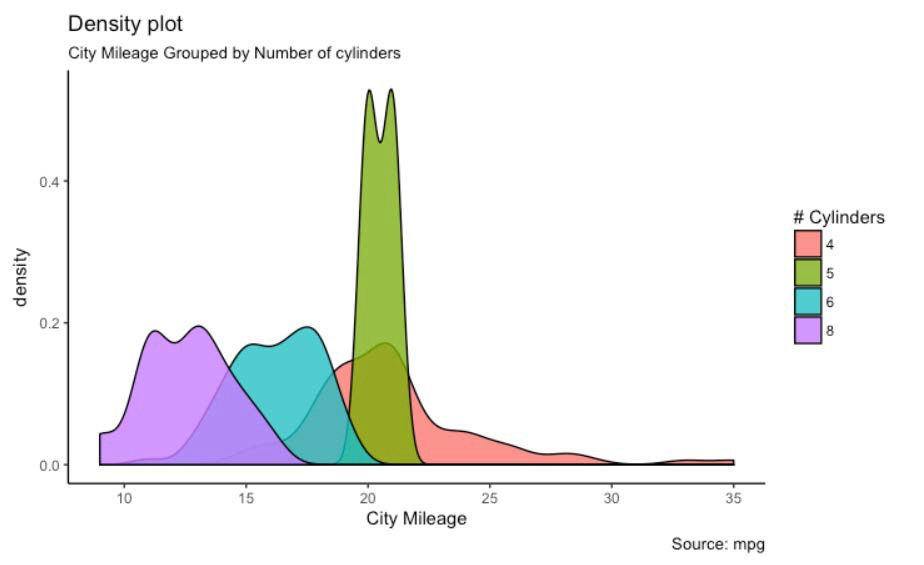 Density plot
City Mileage Grouped by Number of cylinders
density
0.4
0.2
0.0
10 15 20 25 30 35
City Mileage
Source: mpg
# Cylinders
4
5
6
8